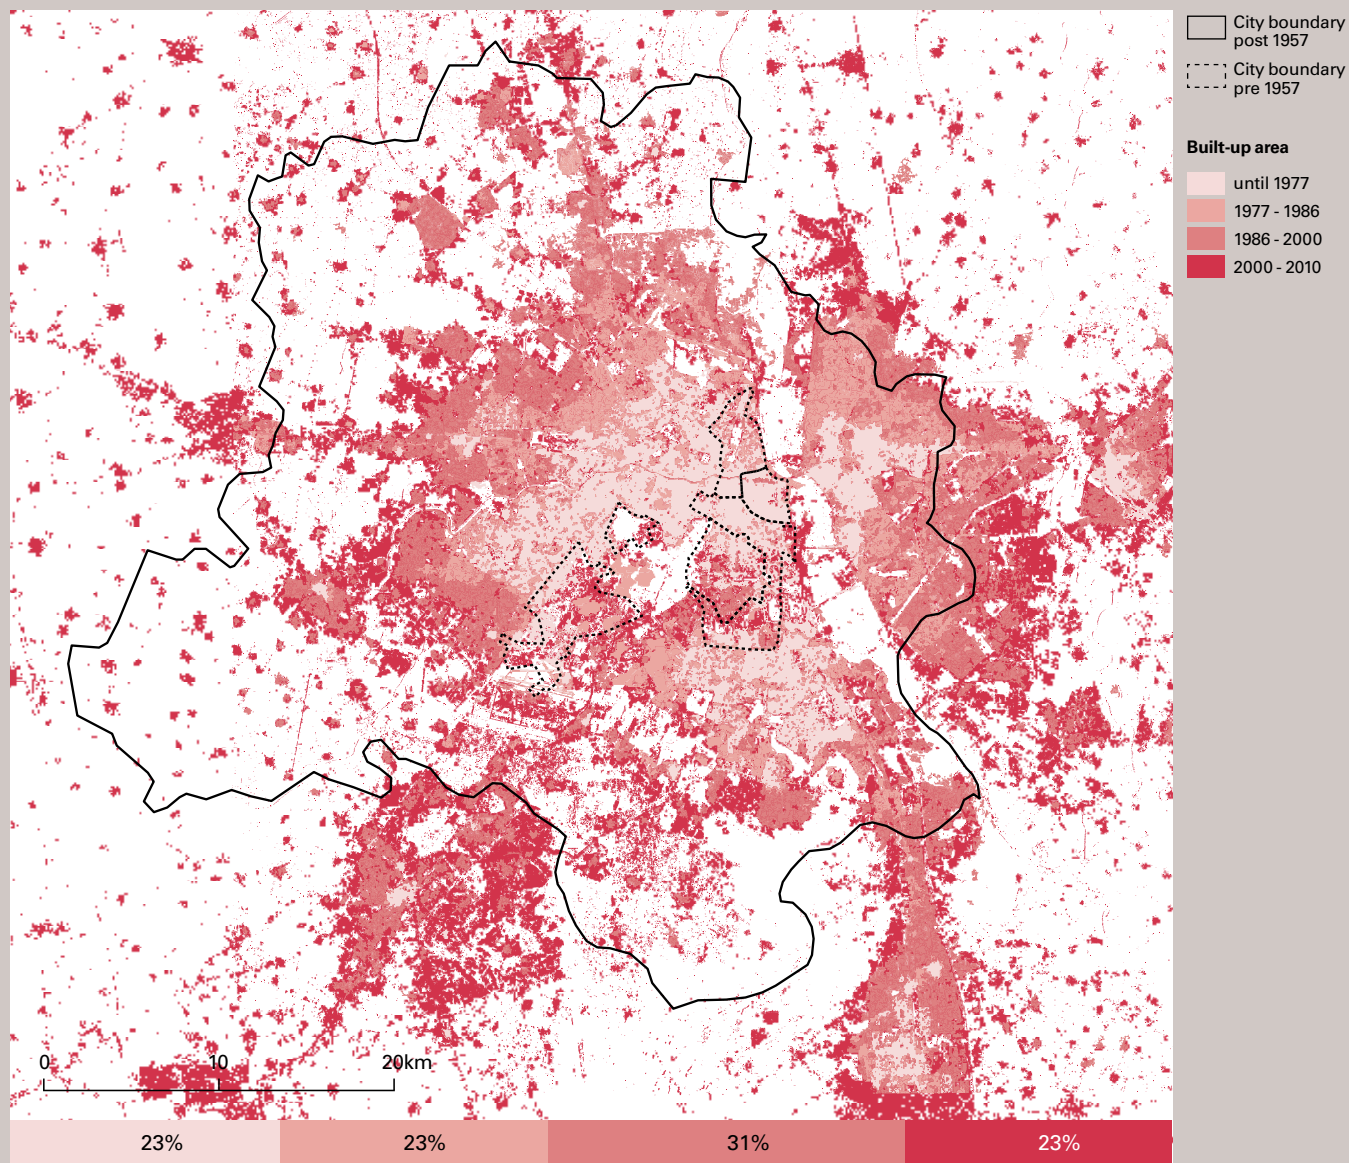 City boundary
post 1957
City boundary
pre 1957
Built-up area
until 1977
1977 - 1986
1986 - 2000
2000 - 2010
0 10 20km
23% 23% 31% 23%